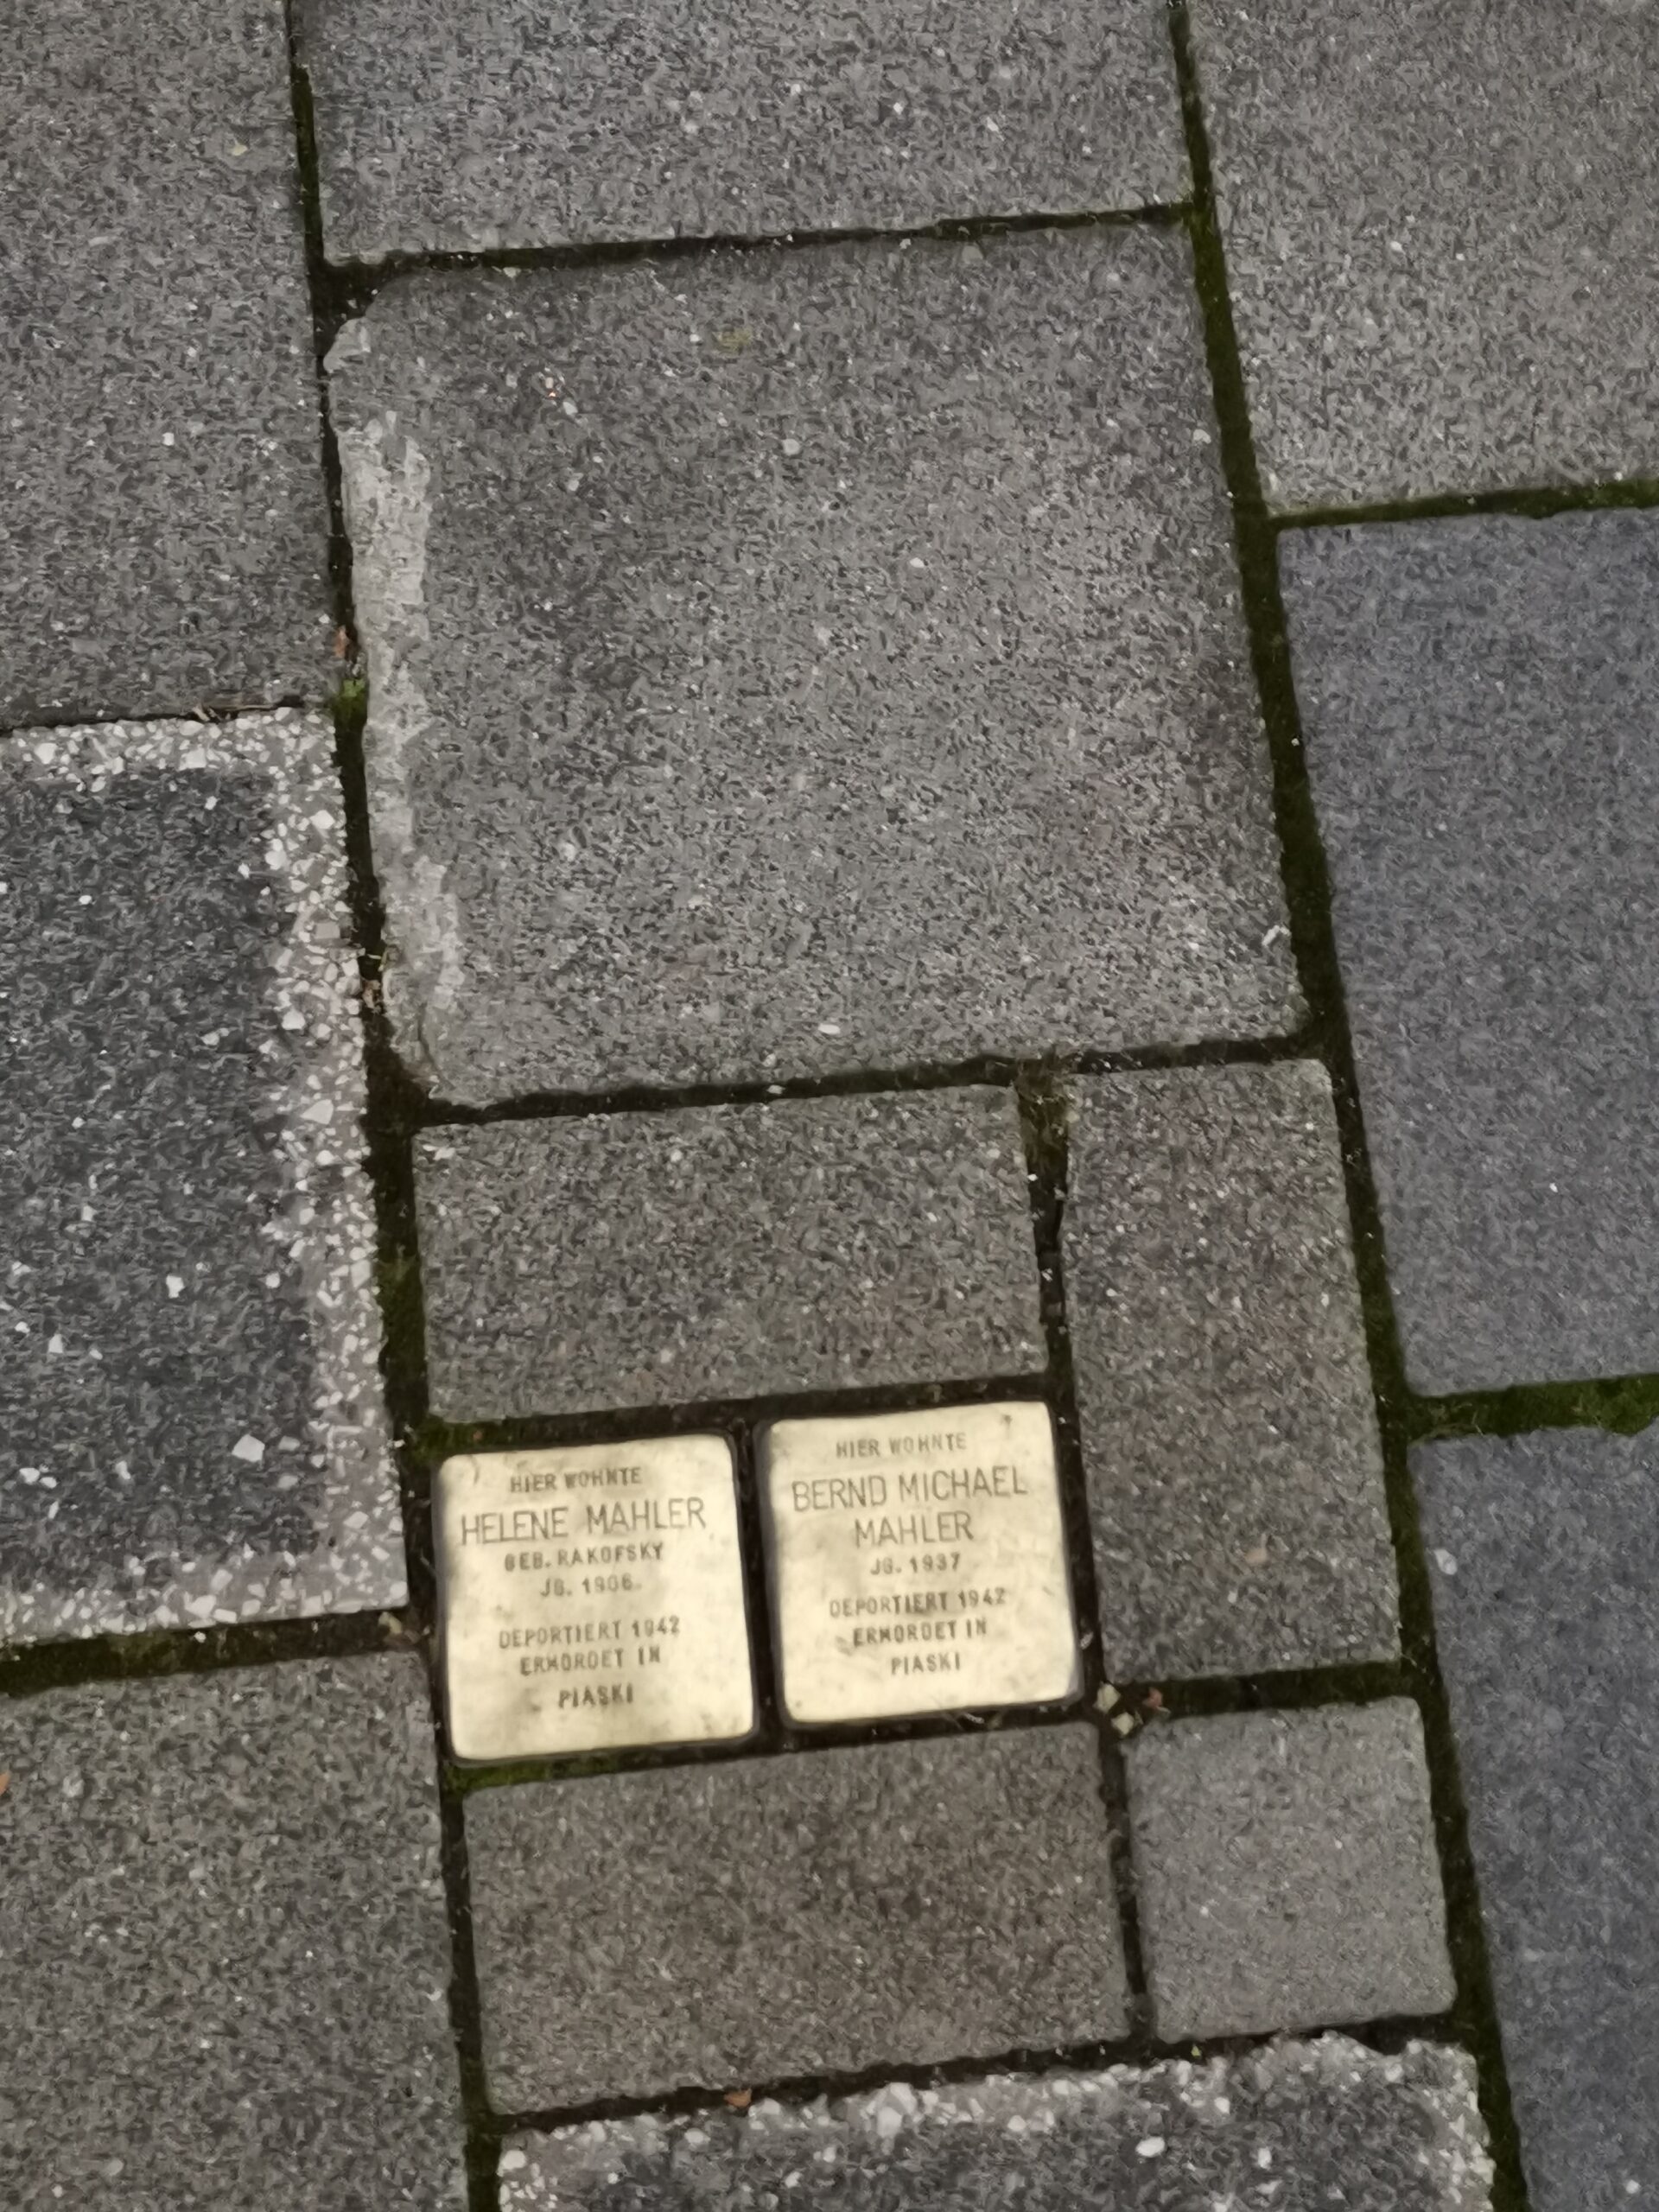 HIER WOHNTE
HELENE MAHLER
GEB. RAKOFSKY
JG. 1906
DEPORTIERT 1942
ERMORDET IN
PIASKI
HIER WOHNTE
BERND MICHAEL
MAHLER
JG. 1937
DEPORTIERT 1942
ERMORDET IN
PIASKI